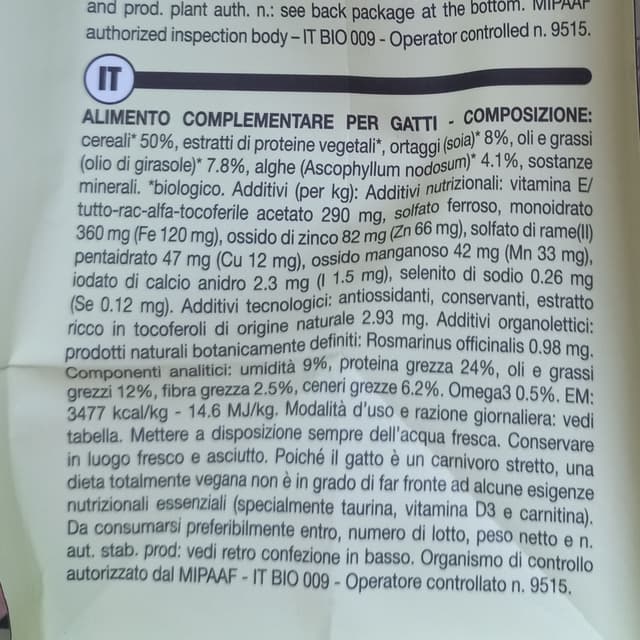 and prod. plant auth. n.: see back package at the bottom. MIPAAF
authorized inspection body – IT BIO 009 - Operator controlled n. 9515.
IT
ALIMENTO COMPLEMENTARE PER GATTI - COMPOSIZIONE:
cereali* 50%, estratti di proteine vegetali*, ortaggi (soia)* 8%, oli e grassi
(olio di girasole)* 7.8%, alghe (Ascophyllum nodosum)* 4.1%, sostanze
minerali. *biologico. Additivi (per kg): Additivi nutrizionali: vitamina E/
tutto-rac-alfa-tocoferile acetato 290 mg, solfato ferroso, monoidrato
360 mg (Fe 120 mg), ossido di zinco 82 mg (Zn 66 mg), solfato di rame(II)
pentaidrato 47 mg (Cu 12 mg), ossido manganoso 42 mg (Mn 33 mg),
iodato di calcio anidro 2.3 mg (I 1.5 mg), selenito di sodio 0.26 mg
(Se 0.12 mg). Additivi tecnologici: antiossidanti, conservanti, estratto
ricco in tocoferoli di origine naturale 2.93 mg. Additivi organolettici:
prodotti naturali botanicamente definiti: Rosmarinus officinalis 0.98 mg.
Componenti analitici: umidità 9%, proteina grezza 24%, oli e grassi
grezzi 12%, fibra grezza 2.5%, ceneri grezze 6.2%. Omega3 0.5%. EM:
3477 kcal/kg - 14.6 MJ/kg. Modalità d'uso e razione giornaliera: vedi
tabella. Mettere a disposizione sempre dell'acqua fresca. Conservare
in luogo fresco e asciutto. Poiché il gatto è un carnivoro stretto, una
dieta totalmente vegana non è in grado di far fronte ad alcune esigenze
nutrizionali essenziali (specialmente taurina, vitamina D3 e carnitina).
Da consumarsi preferibilmente entro, numero di lotto, peso netto e n.
aut. stab. prod: vedi retro confezione in basso. Organismo di controllo
autorizzato dal MIPAAF - IT BIO 009 - Operatore controllato n. 9515.